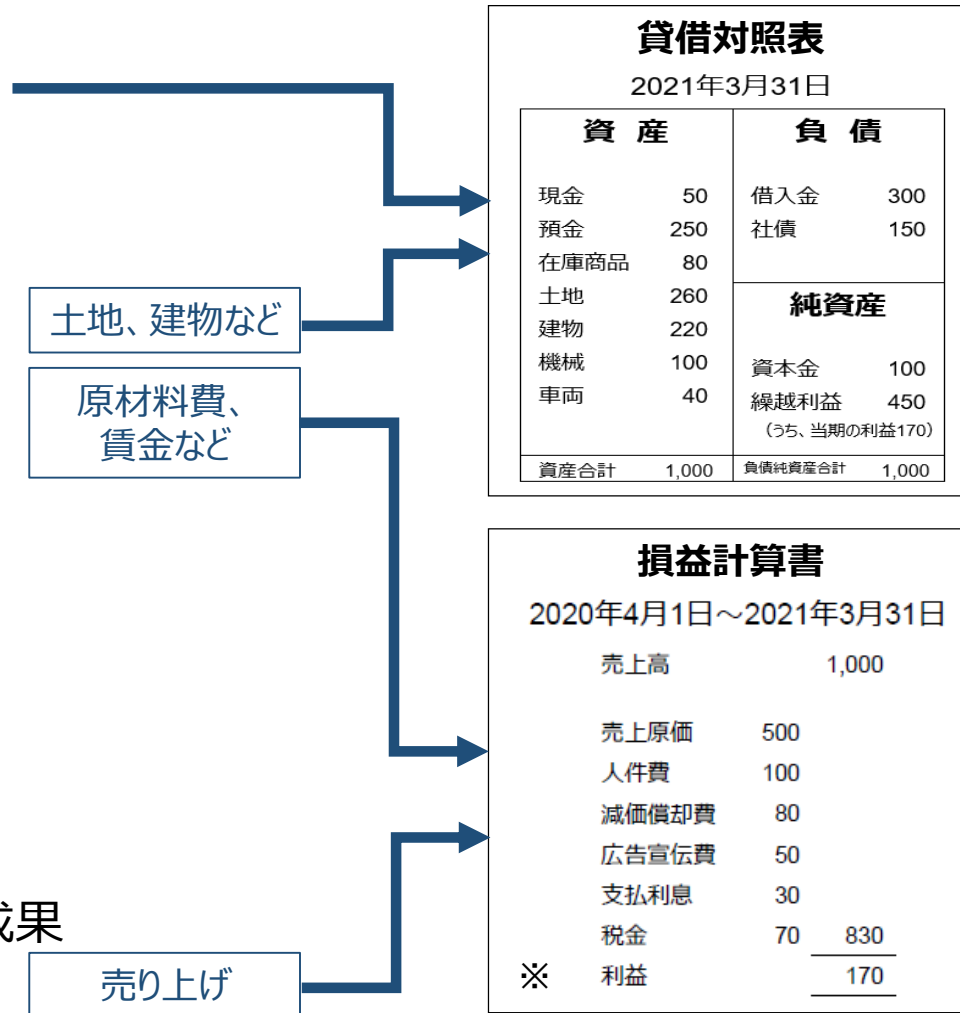 貸借対照表
2021年3月31日
資 産
現金 50
預金 250
在庫商品 80
土地 260
建物 220
機械 100
車両 40
資産合計 1,000
負 債
借入金 300
社債 150
純資産
資本金 100
繰越利益 450
（うち、当期の利益170）
負債純資産合計 1,000
土地、建物など
原材料費、
賃金など
損益計算書
2020年4月1日～2021年3月31日
売上高 1,000
売上原価 500
人件費 100
減価償却費 80
広告宣伝費 50
支払利息 30
税金 70 830
※ 利益 170
成果
売り上げ